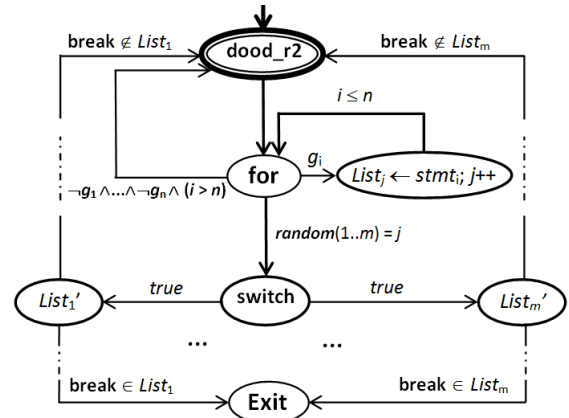 break ∉ List₁
dood_r2
break ∉ Listₘ
i ≤ n
for
gᵢ
Listⱼ ← stmtᵢ; j++
¬g₁ ∧...∧ ¬gₙ ∧ (i > n)
random(1..m) = j
List₁’
true
switch
true
Listₘ’
...
...
break ∈ List₁
Exit
break ∈ Listₘ